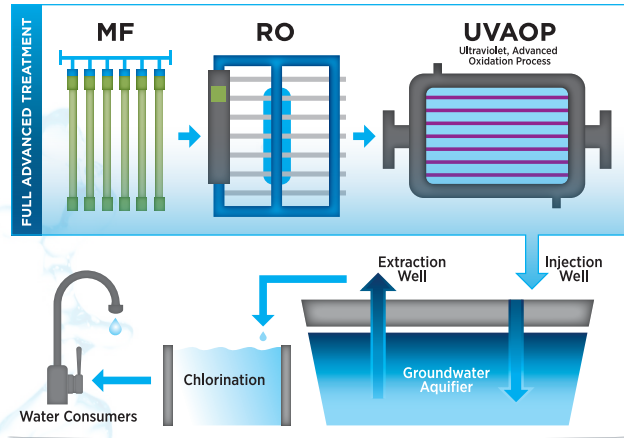 FULL ADVANCED TREATMENT
MF
RO
UVAOP
Ultraviolet, Advanced
Oxidation Process
Extraction
Well
Injection
Well
Groundwater
Aquifier
Chlorination
Water Consumers